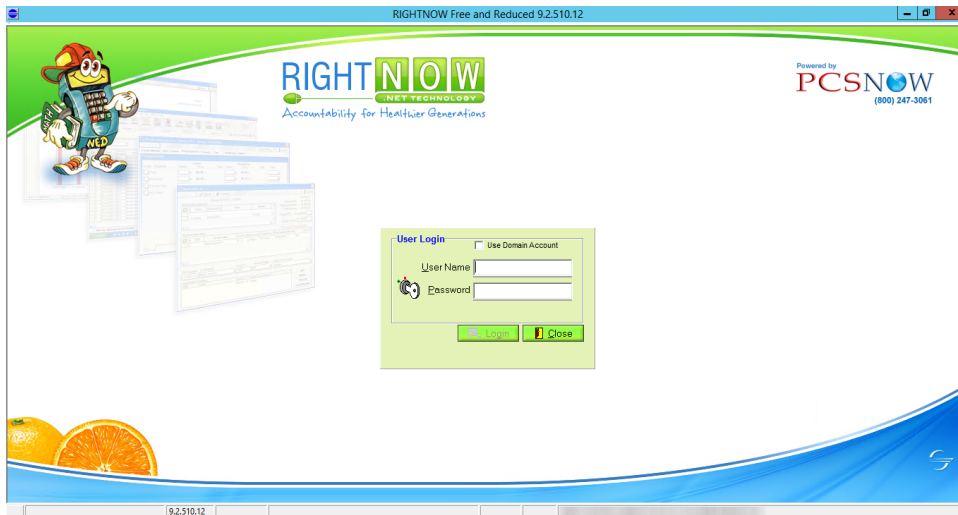 RIGHTNOW Free and Reduced 9.2.510.12
RIGHT NOW
.NET TECHNOLOGY
Accountability for Healthier Generations
Powered by
PCSNOW
(800) 247-3061
NED
User Login
Use Domain Account
User Name
Password
Login
Close
9.2.510.12